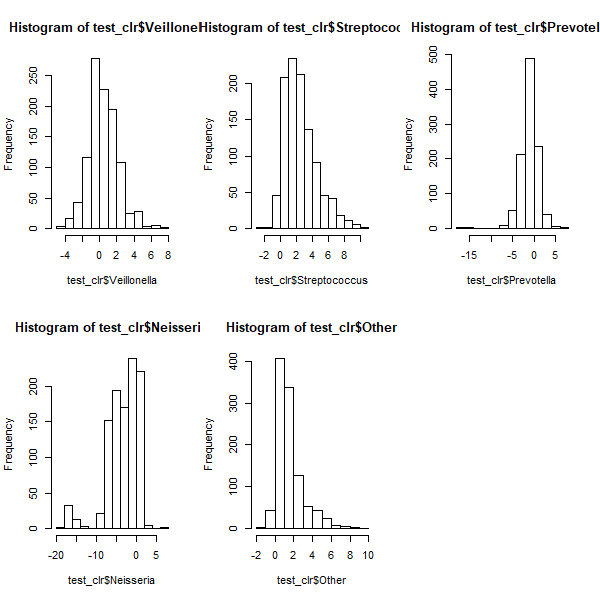 Histogram of test_clr$Veillone
Histogram of test_clr$Streptococ
Histogram of test_clr$Prevotel
Frequency
0 50 100 150 200 250
-4 0 2 4 6 8
test_clr$Veillonella
Frequency
0 50 100 150 200
-2 0 2 4 6 8
test_clr$Streptococcus
Frequency
0 100 200 300 400 500
-15 -5 0 5
test_clr$Prevotella
Histogram of test_clr$Neisseri
Histogram of test_clr$Other
Frequency
0 50 100 150 200
-20 -10 0 5
test_clr$Neisseria
Frequency
0 100 200 300 400
-2 0 2 4 6 8 10
test_clr$Other